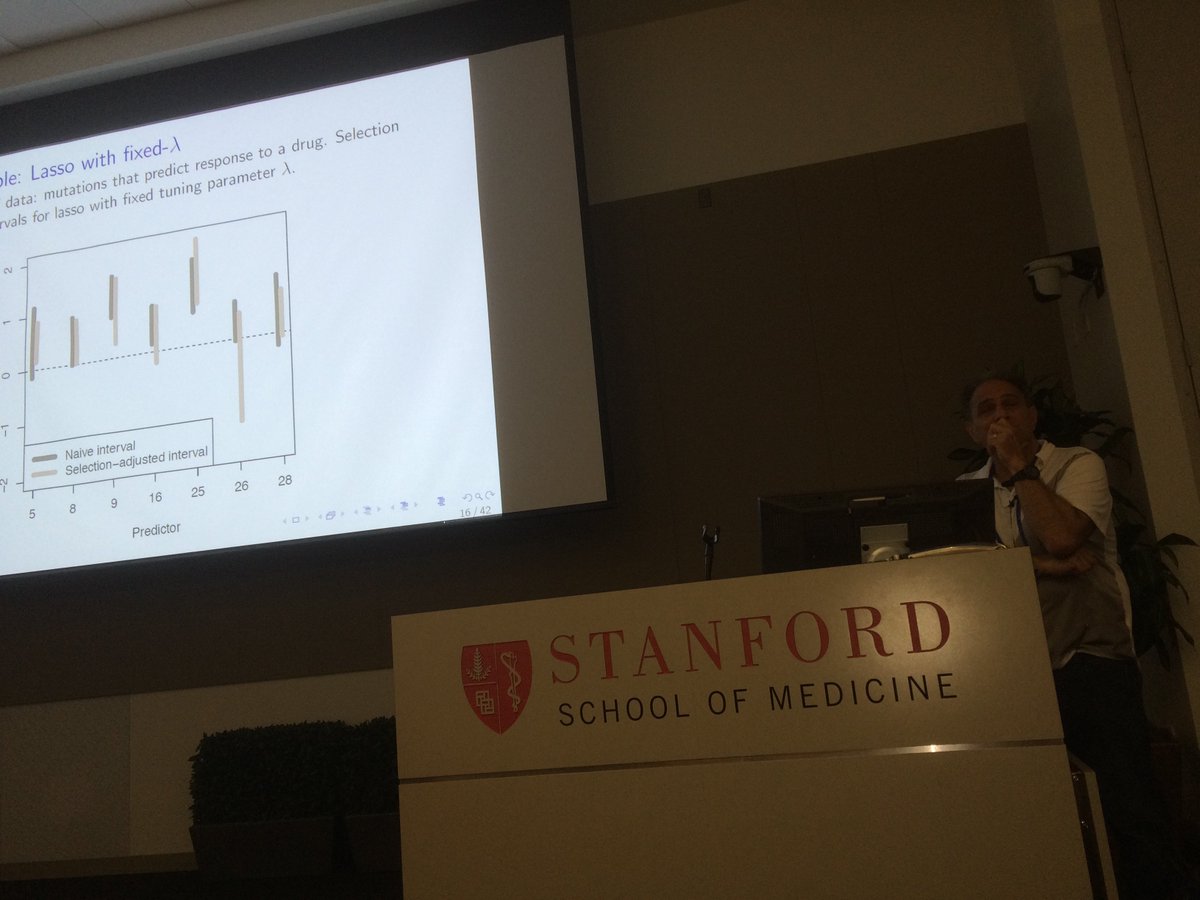 ple: Lasso with fixed-λ
data: mutations that predict response to a drug. Selection
rvals for lasso with fixed tuning parameter λ.
2
1
0
−1
−2
Naive interval
Selection−adjusted interval
5 8 9 16 25 26 28
Predictor
16 / 42
STANFORD
SCHOOL OF MEDICINE